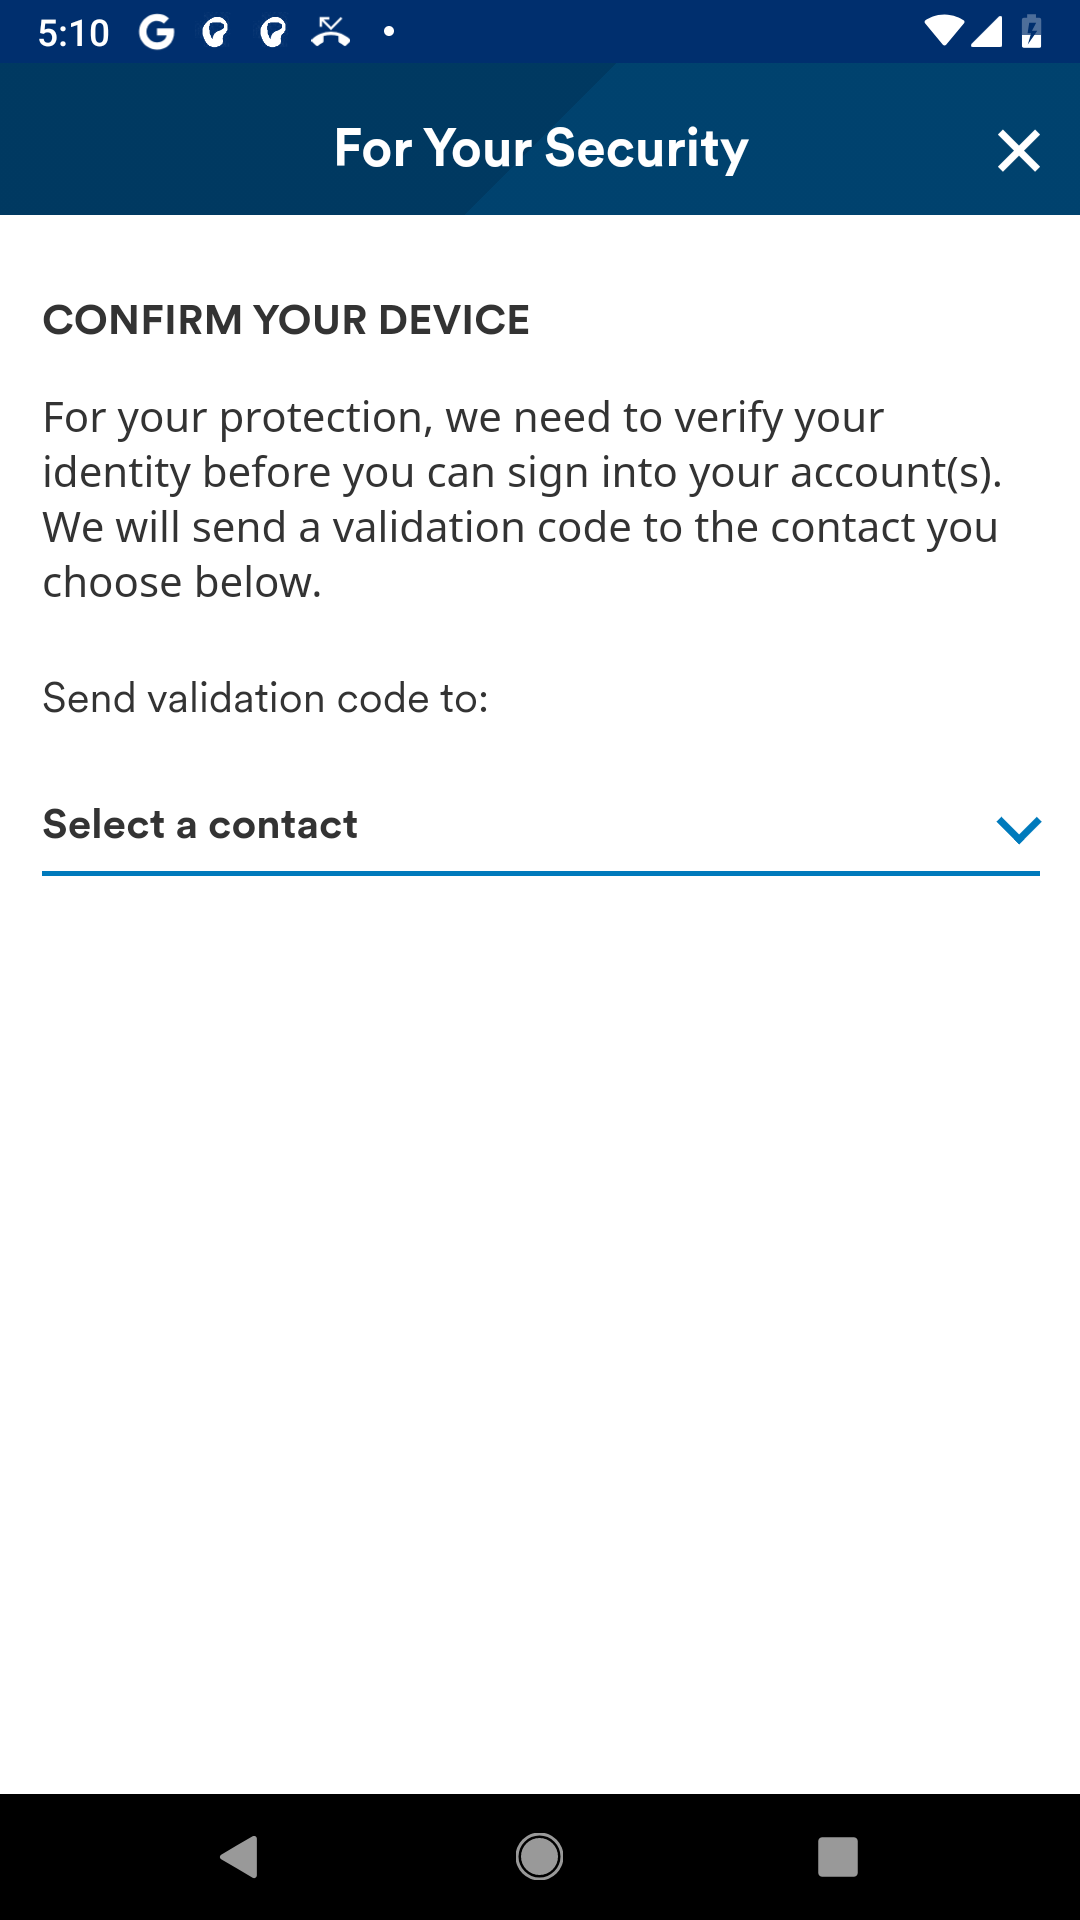 5:10
For Your Security
CONFIRM YOUR DEVICE
For your protection, we need to verify your
identity before you can sign into your account(s).
We will send a validation code to the contact you
choose below.
Send validation code to:
Select a contact